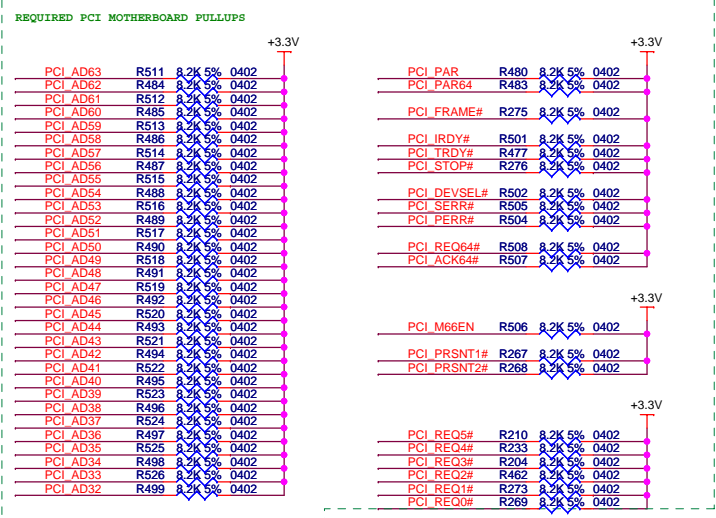 REQUIRED PCI MOTHERBOARD PULLUPS
+3.3V
PCI_AD63 R511 8.2K 5% 0402
PCI_AD62 R484 8.2K 5% 0402
PCI_AD61 R512 8.2K 5% 0402
PCI_AD60 R485 8.2K 5% 0402
PCI_AD59 R513 8.2K 5% 0402
PCI_AD58 R486 8.2K 5% 0402
PCI_AD57 R514 8.2K 5% 0402
PCI_AD56 R487 8.2K 5% 0402
PCI_AD55 R515 8.2K 5% 0402
PCI_AD54 R488 8.2K 5% 0402
PCI_AD53 R516 8.2K 5% 0402
PCI_AD52 R489 8.2K 5% 0402
PCI_AD51 R517 8.2K 5% 0402
PCI_AD50 R490 8.2K 5% 0402
PCI_AD49 R518 8.2K 5% 0402
PCI_AD48 R491 8.2K 5% 0402
PCI_AD47 R519 8.2K 5% 0402
PCI_AD46 R492 8.2K 5% 0402
PCI_AD45 R520 8.2K 5% 0402
PCI_AD44 R493 8.2K 5% 0402
PCI_AD43 R521 8.2K 5% 0402
PCI_AD42 R494 8.2K 5% 0402
PCI_AD41 R522 8.2K 5% 0402
PCI_AD40 R495 8.2K 5% 0402
PCI_AD39 R523 8.2K 5% 0402
PCI_AD38 R496 8.2K 5% 0402
PCI_AD37 R524 8.2K 5% 0402
PCI_AD36 R497 8.2K 5% 0402
PCI_AD35 R525 8.2K 5% 0402
PCI_AD34 R498 8.2K 5% 0402
PCI_AD33 R526 8.2K 5% 0402
PCI_AD32 R499 8.2K 5% 0402
+3.3V
PCI_PAR R480 8.2K 5% 0402
PCI_PAR64 R483 8.2K 5% 0402
PCI_FRAME# R275 8.2K 5% 0402
PCI_IRDY# R501 8.2K 5% 0402
PCI_TRDY# R477 8.2K 5% 0402
PCI_STOP# R276 8.2K 5% 0402
PCI_DEVSEL# R502 8.2K 5% 0402
PCI_SERR# R505 8.2K 5% 0402
PCI_PERR# R504 8.2K 5% 0402
PCI_REQ64# R508 8.2K 5% 0402
PCI_ACK64# R507 8.2K 5% 0402
+3.3V
PCI_M66EN R506 8.2K 5% 0402
PCI_PRSNT1# R267 8.2K 5% 0402
PCI_PRSNT2# R268 8.2K 5% 0402
+3.3V
PCI_REQ5# R210 8.2K 5% 0402
PCI_REQ4# R233 8.2K 5% 0402
PCI_REQ3# R204 8.2K 5% 0402
PCI_REQ2# R462 8.2K 5% 0402
PCI_REQ1# R273 8.2K 5% 0402
PCI_REQ0# R269 8.2K 5% 0402